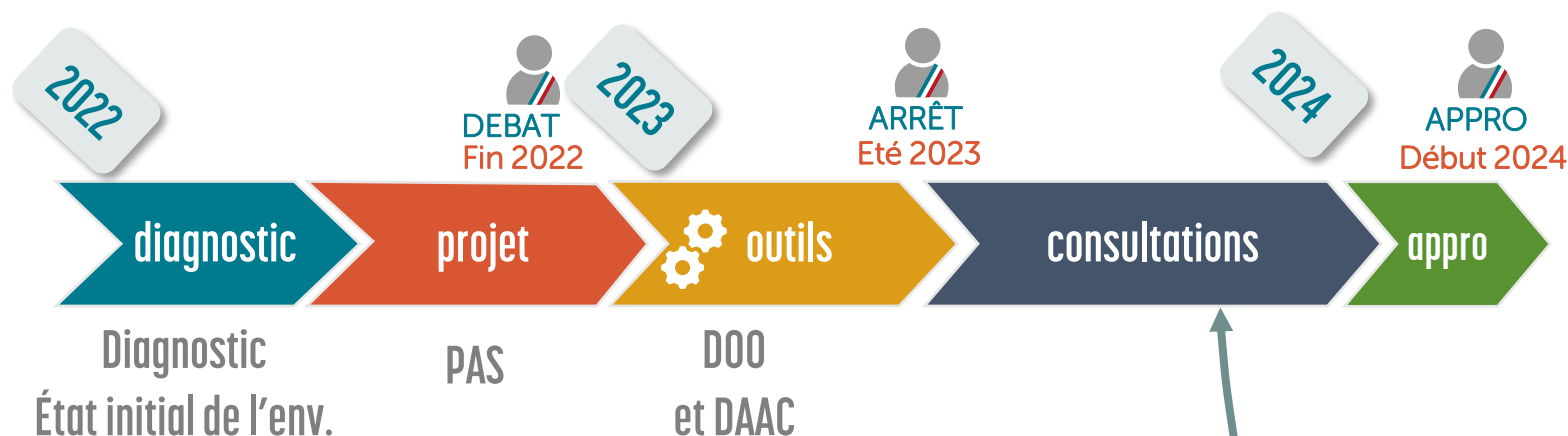 2022
DEBAT
Fin 2022
2023
ARRÊT
Eté 2023
2024
APPRO
Début 2024
diagnostic
projet
outils
consultations
appro
Diagnostic
État initial de l’env.
PAS
DOO
et DAAC